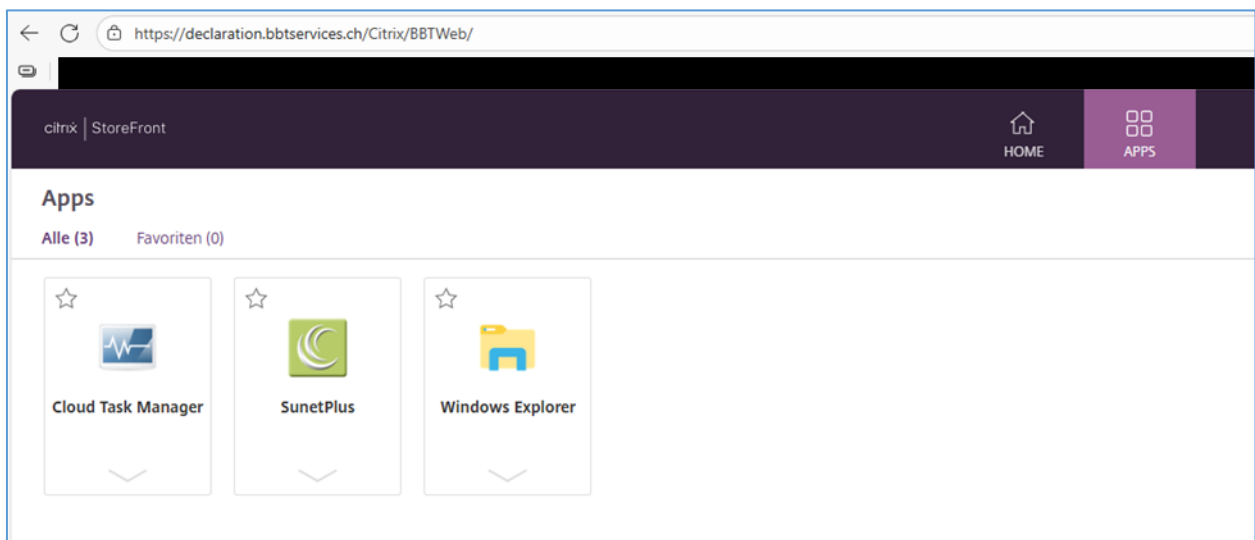 https://declaration.bbtservices.ch/Citrix/BBTWeb/
citrix | StoreFront
HOME
APPS
Apps
Alle (3)
Favoriten (0)
Cloud Task Manager
SunetPlus
Windows Explorer